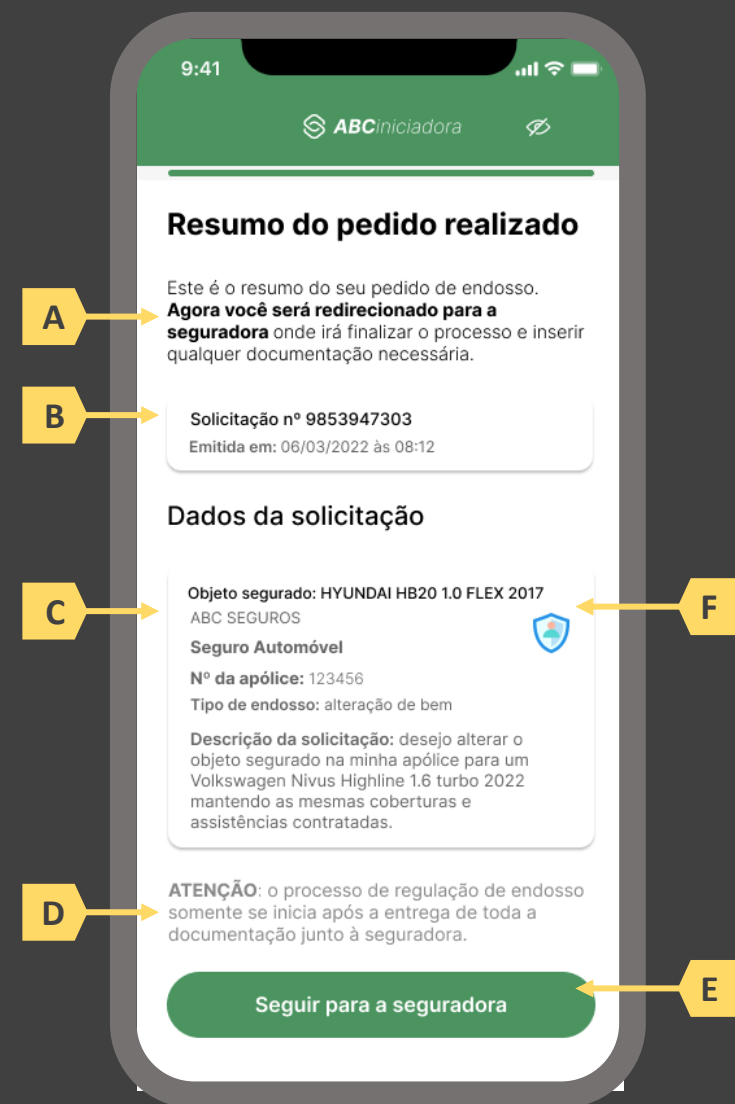 9:41
ABCiniciadora
Resumo do pedido realizado
Este é o resumo do seu pedido de endosso.
Agora você será redirecionado para a
seguradora onde irá finalizar o processo e inserir
qualquer documentação necessária.
A
B
Solicitação nº 9853947303
Emitida em: 06/03/2022 às 08:12
Dados da solicitação
C
Objeto segurado: HYUNDAI HB20 1.0 FLEX 2017
F
ABC SEGUROS
Seguro Automóvel
Nº da apólice: 123456
Tipo de endosso: alteração de bem
Descrição da solicitação: desejo alterar o
objeto segurado na minha apólice para um
Volkswagen Nivus Highline 1.6 turbo 2022
mantendo as mesmas coberturas e
assistências contratadas.
D
ATENÇÃO: o processo de regulação de endosso
somente se inicia após a entrega de toda a
documentação junto à seguradora.
E
Seguir para a seguradora